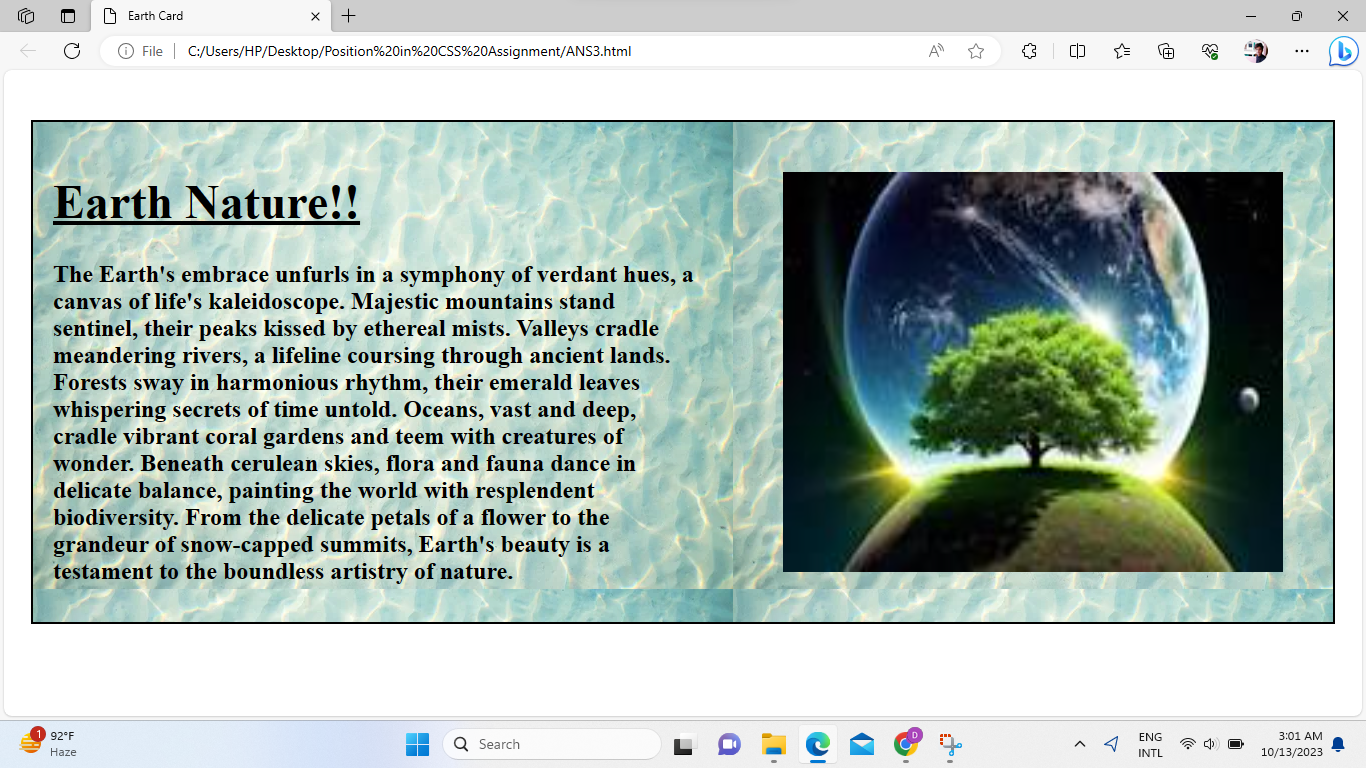 Earth Card
File
C:/Users/HP/Desktop/Position%20in%20CSS%20Assignment/ANS3.html
Earth Nature!!
The Earth's embrace unfurls in a symphony of verdant hues, a
canvas of life's kaleidoscope. Majestic mountains stand
sentinel, their peaks kissed by ethereal mists. Valleys cradle
meandering rivers, a lifeline coursing through ancient lands.
Forests sway in harmonious rhythm, their emerald leaves
whispering secrets of time untold. Oceans, vast and deep,
cradle vibrant coral gardens and teem with creatures of
wonder. Beneath cerulean skies, flora and fauna dance in
delicate balance, painting the world with resplendent
biodiversity. From the delicate petals of a flower to the
grandeur of snow-capped summits, Earth's beauty is a
testament to the boundless artistry of nature.
1
92°F
Haze
Search
D
ENG
INTL
3:01 AM
10/13/2023